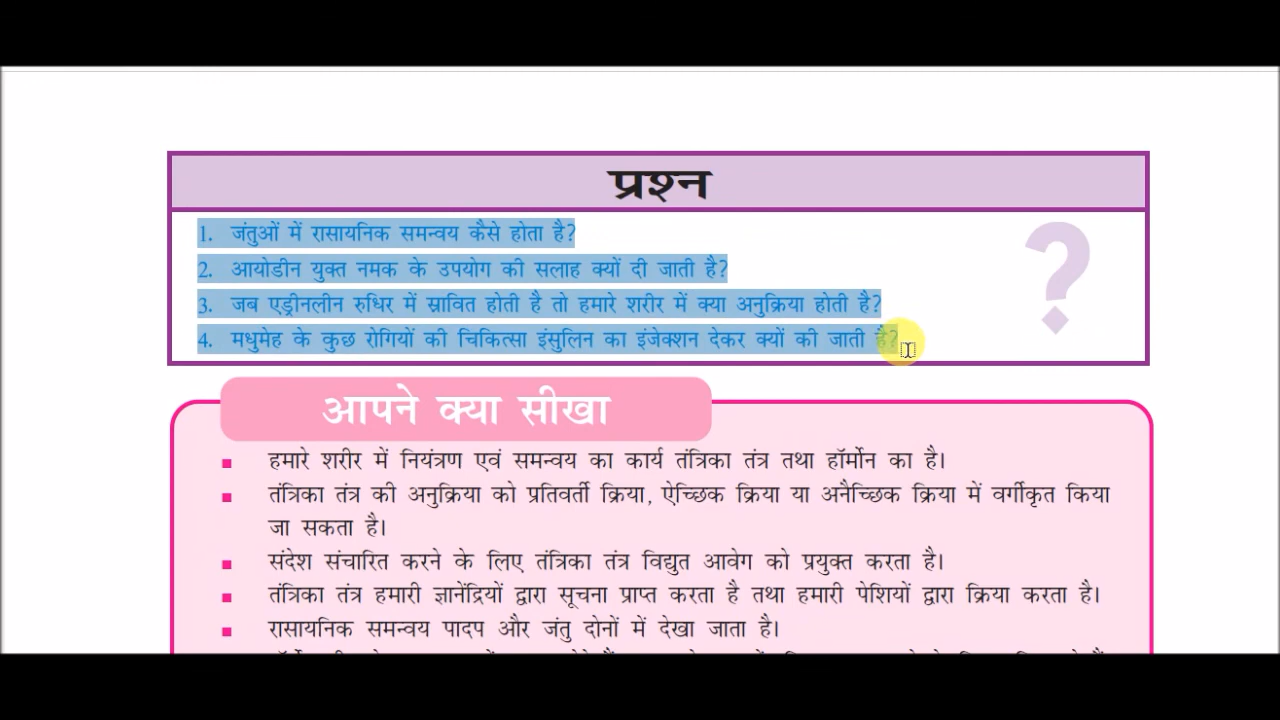 प्रश्न
1. जंतुओं में रासायनिक समन्वय कैसे होता है?
2. आयोडीन युक्त नमक के उपयोग की सलाह क्यों दी जाती है?
3. जब एड्रीनलीन रुधिर में स्रावित होती है तो हमारे शरीर में क्या अनुक्रिया होती है?
4. मधुमेह के कुछ रोगियों की चिकित्सा इंसुलिन का इंजेक्शन देकर क्यों की जाती है?
?
आपने क्या सीखा
■ हमारे शरीर में नियंत्रण एवं समन्वय का कार्य तंत्रिका तंत्र तथा हॉर्मोन का है।
■ तंत्रिका तंत्र की अनुक्रिया को प्रतिवर्ती क्रिया, ऐच्छिक क्रिया या अनैच्छिक क्रिया में वर्गीकृत किया
जा सकता है।
■ संदेश संचारित करने के लिए तंत्रिका तंत्र विद्युत आवेग को प्रयुक्त करता है।
■ तंत्रिका तंत्र हमारी ज्ञानेंद्रियों द्वारा सूचना प्राप्त करता है तथा हमारी पेशियों द्वारा क्रिया करता है।
■ रासायनिक समन्वय पादप और जंतु दोनों में देखा जाता है।